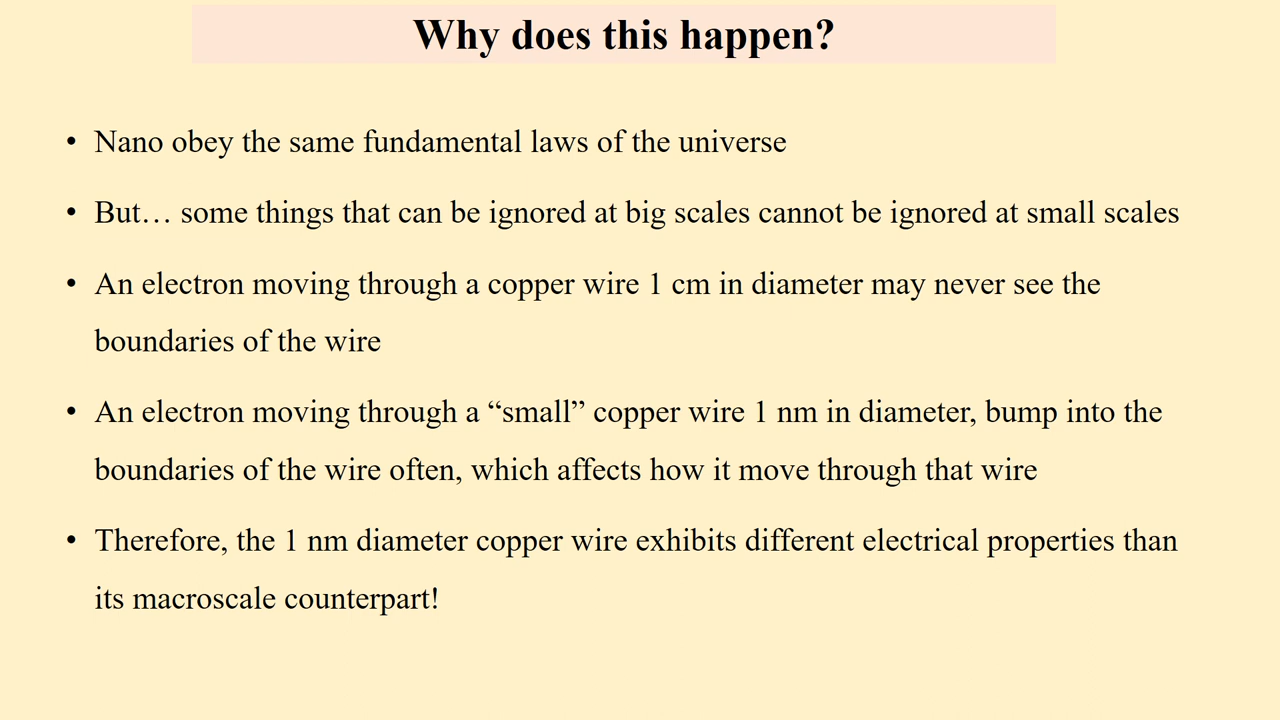 Why does this happen?
• Nano obey the same fundamental laws of the universe
• But… some things that can be ignored at big scales cannot be ignored at small scales
• An electron moving through a copper wire 1 cm in diameter may never see the
boundaries of the wire
• An electron moving through a “small” copper wire 1 nm in diameter, bump into the
boundaries of the wire often, which affects how it move through that wire
• Therefore, the 1 nm diameter copper wire exhibits different electrical properties than
its macroscale counterpart!